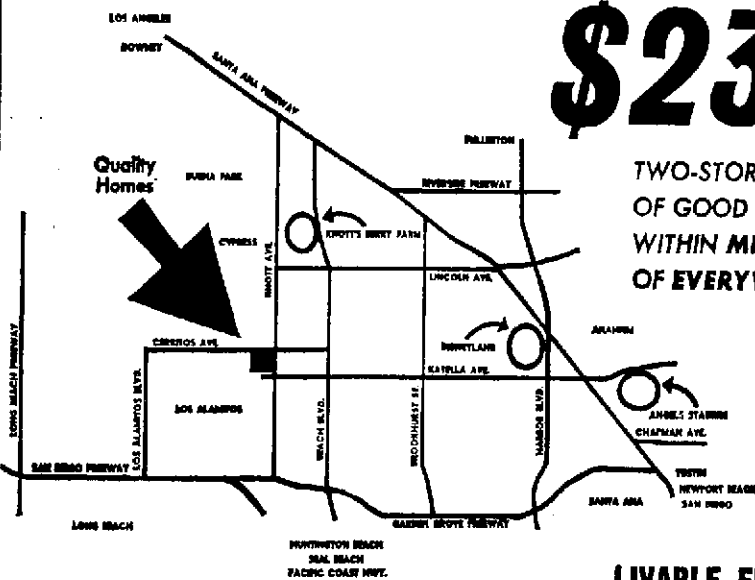 LOS ANGELES
DOWNEY
SANTA ANA FREEWAY
$23
FULLERTON
TWO-STOR
OF GOOD
WITHIN MI
OF EVERYW
Quality
Homes
BUENA PARK
RIVERSIDE FREEWAY
KNOTT'S BERRY FARM
CYPRESS
KNOTT AVE.
LINCOLN AVE.
LONG BEACH FREEWAY
CERRITOS AVE.
DISNEYLAND
ANAHEIM
KATELLA AVE.
LOS ALAMITOS BLVD.
LOS ALAMITOS
BEACH BLVD.
BROOKHURST ST.
HARBOR BLVD.
ANGELS STADIUM
CHAPMAN AVE.
SAN DIEGO FREEWAY
TUSTIN
NEWPORT BEACH
SAN DIEGO
SANTA ANA
LONG BEACH
GARDEN GROVE FREEWAY
HUNTINGTON BEACH
SEAL BEACH
PACIFIC COAST HWY.
LIVABLE